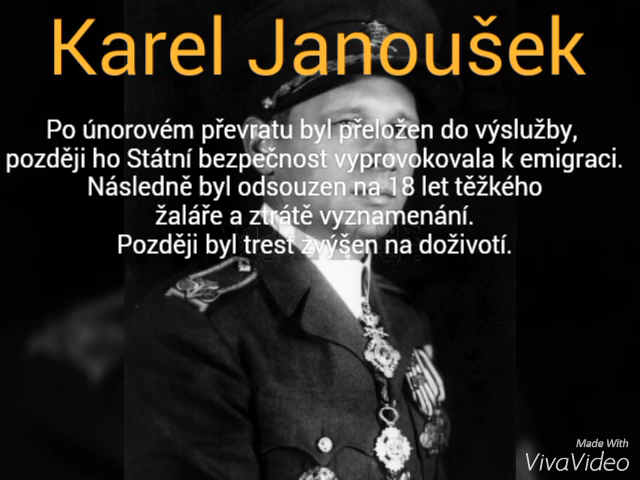 Karel Janoušek
Po únorovém převratu byl přeložen do výslužby,
později ho Státní bezpečnost vyprovokovala k emigraci.
Následně byl odsouzen na 18 let těžkého
žaláře a ztrátě vyznamenání.
Později byl trest zvýšen na doživotí.
Made With
VivaVideo